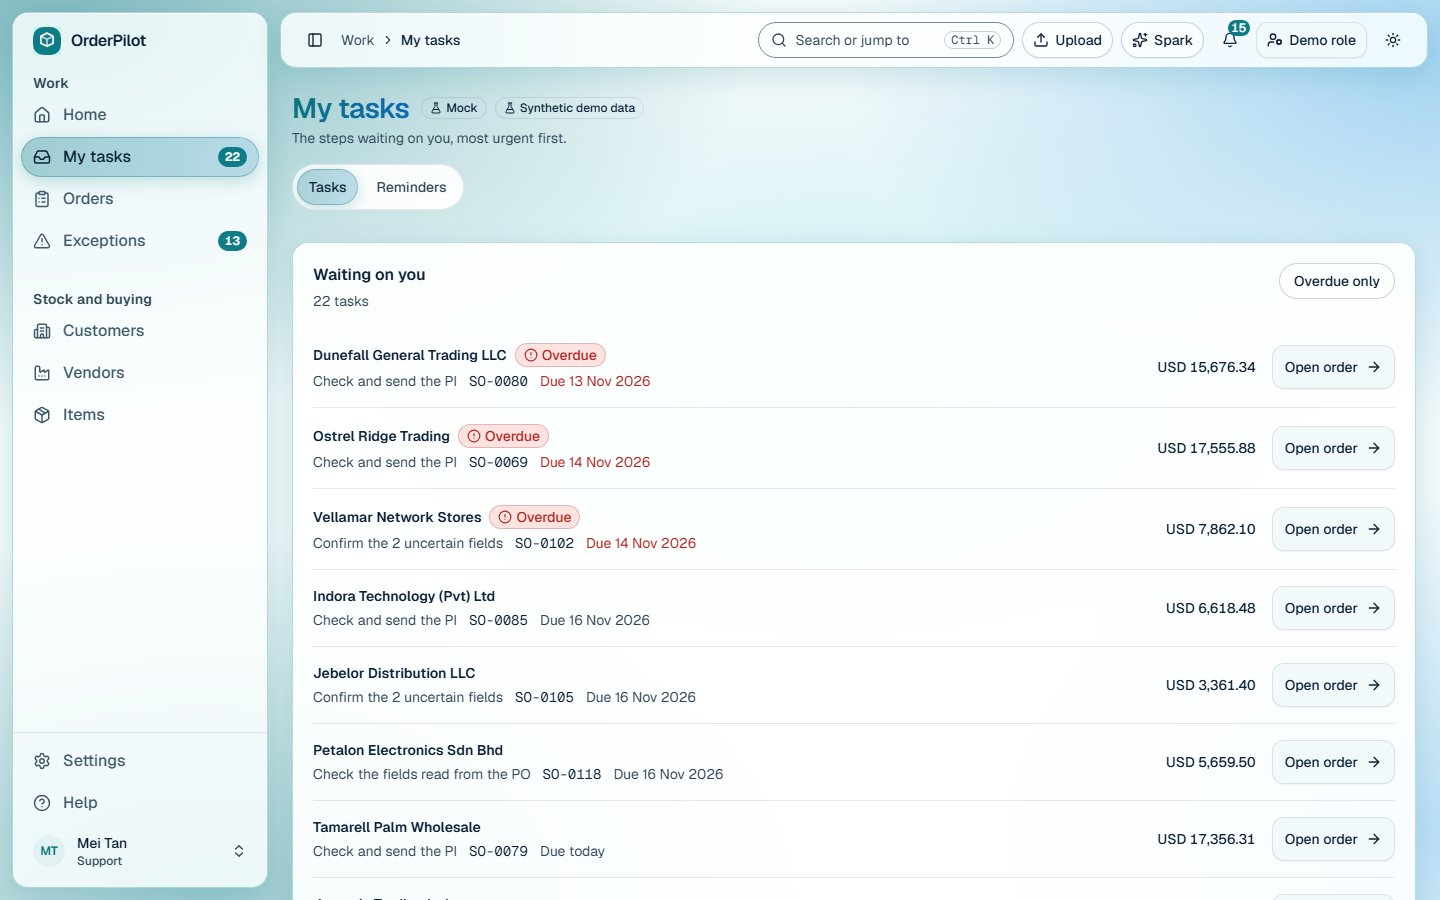 OrderPilot
Work
Home
My tasks 22
Orders
Exceptions 13
Stock and buying
Customers
Vendors
Items
Settings
Help
MT Mei Tan
Support
Work > My tasks
Search or jump to Ctrl K
Upload
Spark
15
Demo role
My tasks Mock Synthetic demo data
The steps waiting on you, most urgent first.
Tasks Reminders
Waiting on you
22 tasks
Overdue only
Dunefall General Trading LLC Overdue
Check and send the PI SO-0080 Due 13 Nov 2026
USD 15,676.34 Open order
Ostrel Ridge Trading Overdue
Check and send the PI SO-0069 Due 14 Nov 2026
USD 17,555.88 Open order
Vellamar Network Stores Overdue
Confirm the 2 uncertain fields SO-0102 Due 14 Nov 2026
USD 7,862.10 Open order
Indora Technology (Pvt) Ltd
Check and send the PI SO-0085 Due 16 Nov 2026
USD 6,618.48 Open order
Jebelor Distribution LLC
Confirm the 2 uncertain fields SO-0105 Due 16 Nov 2026
USD 3,361.40 Open order
Petalon Electronics Sdn Bhd
Check the fields read from the PO SO-0118 Due 16 Nov 2026
USD 5,659.50 Open order
Tamarell Palm Wholesale
Check and send the PI SO-0079 Due today
USD 17,356.31 Open order